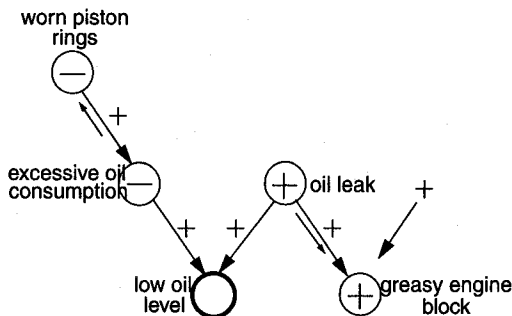 worn piston
rings
−
+
excessive oil
consumption
−
+
oil leak
+
+
+
+
low oil
level
+
greasy engine
block